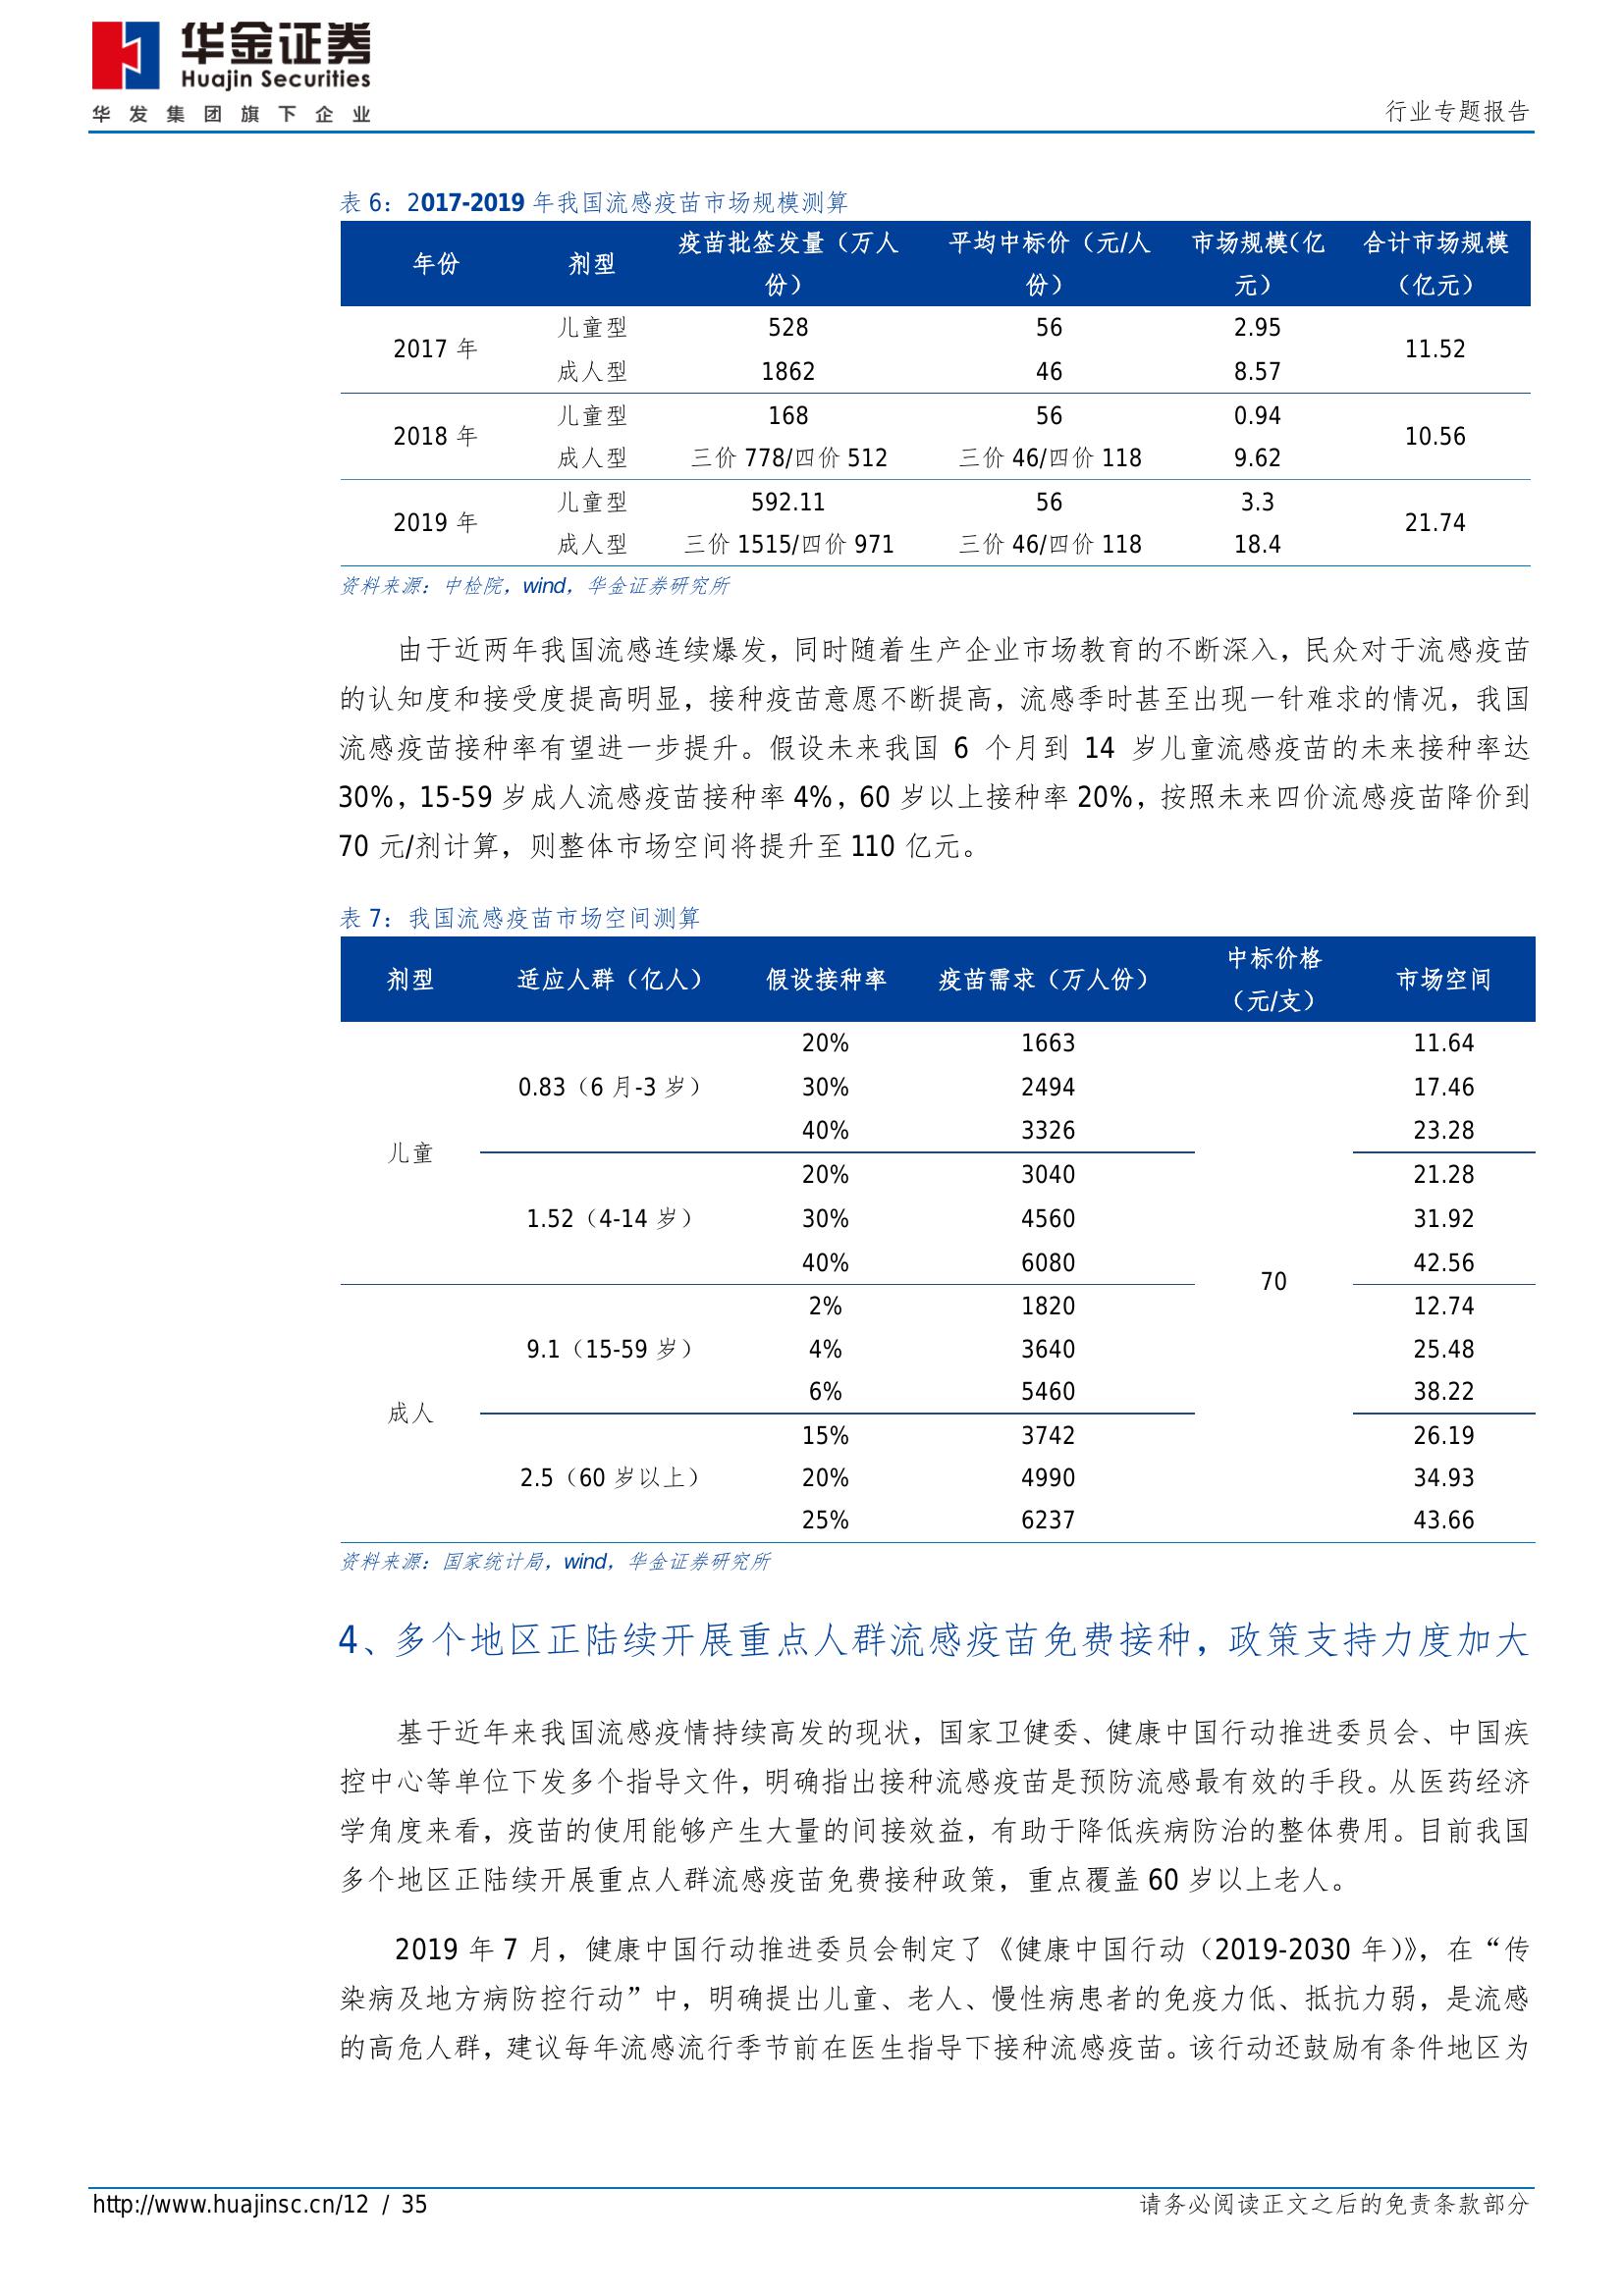 华金证券
Huajin Securities
华发集团旗下企业
行业专题报告
表 6：2017-2019 年我国流感疫苗市场规模测算
年份 剂型 疫苗批签发量（万人份） 平均中标价（元/人份） 市场规模（亿元） 合计市场规模（亿元）
2017 年 儿童型 528 56 2.95 11.52
成人型 1862 46 8.57
2018 年 儿童型 168 56 0.94 10.56
成人型 三价 778/四价 512 三价 46/四价 118 9.62
2019 年 儿童型 592.11 56 3.3 21.74
成人型 三价 1515/四价 971 三价 46/四价 118 18.4
资料来源：中检院，wind，华金证券研究所
由于近两年我国流感连续爆发，同时随着生产企业市场教育的不断深入，民众对于流感疫苗
的认知度和接受度提高明显，接种疫苗意愿不断提高，流感季时甚至出现一针难求的情况，我国
流感疫苗接种率有望进一步提升。假设未来我国 6 个月到 14 岁儿童流感疫苗的未来接种率达
30%，15-59 岁成人流感疫苗接种率 4%，60 岁以上接种率 20%，按照未来四价流感疫苗降价到
70 元/剂计算，则整体市场空间将提升至 110 亿元。
表 7：我国流感疫苗市场空间测算
剂型 适应人群（亿人） 假设接种率 疫苗需求（万人份） 中标价格（元/支） 市场空间
儿童 0.83（6 月-3 岁） 20% 1663 70 11.64
30% 2494 17.46
40% 3326 23.28
1.52（4-14 岁） 20% 3040 21.28
30% 4560 31.92
40% 6080 42.56
成人 9.1（15-59 岁） 2% 1820 12.74
4% 3640 25.48
6% 5460 38.22
2.5（60 岁以上） 15% 3742 26.19
20% 4990 34.93
25% 6237 43.66
资料来源：国家统计局，wind，华金证券研究所
4、多个地区正陆续开展重点人群流感疫苗免费接种，政策支持力度加大
基于近年来我国流感疫情持续高发的现状，国家卫健委、健康中国行动推进委员会、中国疾
控中心等单位下发多个指导文件，明确指出接种流感疫苗是预防流感最有效的手段。从医药经济
学角度来看，疫苗的使用能够产生大量的间接效益，有助于降低疾病防治的整体费用。目前我国
多个地区正陆续开展重点人群流感疫苗免费接种政策，重点覆盖 60 岁以上老人。
2019 年 7 月，健康中国行动推进委员会制定了《健康中国行动（2019-2030 年）》，在“传
染病及地方病防控行动”中，明确提出儿童、老人、慢性病患者的免疫力低、抵抗力弱，是流感
的高危人群，建议每年流感流行季节前在医生指导下接种流感疫苗。该行动还鼓励有条件地区为
http://www.huajinsc.cn/12 / 35
请务必阅读正文之后的免责条款部分